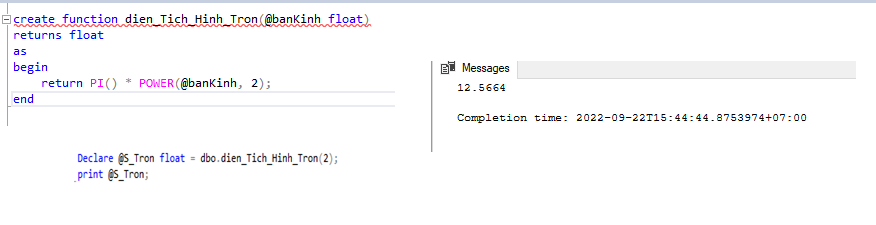 create function dien_Tich_Hinh_Tron(@banKinh float)
returns float
as
begin
return PI() * POWER(@banKinh, 2);
end
Messages
12.5664
Completion time: 2022-09-22T15:44:44.8753974+07:00
Declare @S_Tron float = dbo.dien_Tich_Hinh_Tron(2);
print @S_Tron;